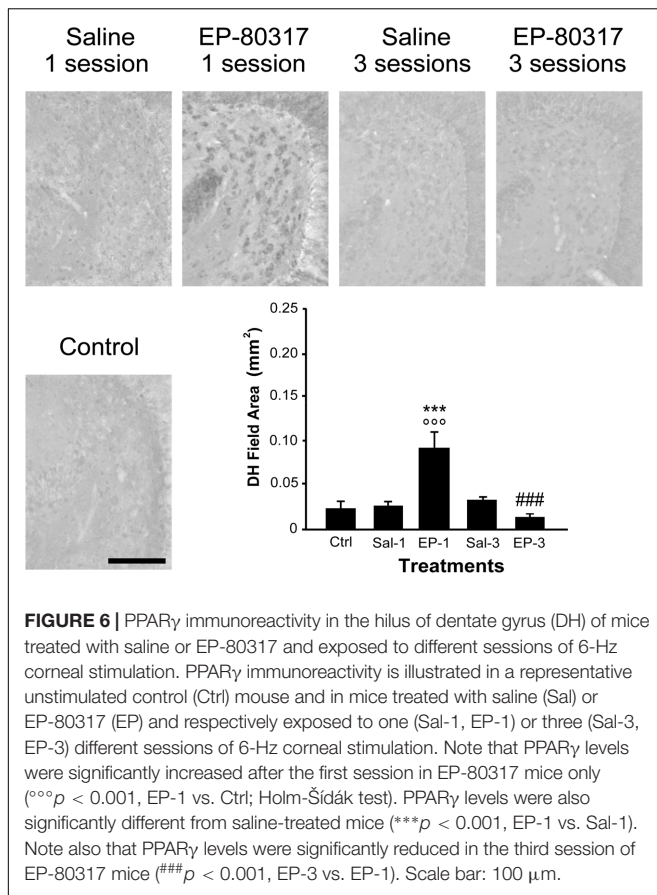 Saline EP-80317 Saline EP-80317
1 session 1 session 3 sessions 3 sessions
Control
DH Field Area (mm²)
0.25
0.20
0.15
0.10
0.05
0
***
°°°
###
Ctrl Sal-1 EP-1 Sal-3 EP-3
Treatments
FIGURE 6 | PPARγ immunoreactivity in the hilus of dentate gyrus (DH) of mice
treated with saline or EP-80317 and exposed to different sessions of 6-Hz
corneal stimulation. PPARγ immunoreactivity is illustrated in a representative
unstimulated control (Ctrl) mouse and in mice treated with saline (Sal) or
EP-80317 (EP) and respectively exposed to one (Sal-1, EP-1) or three (Sal-3,
EP-3) different sessions of 6-Hz corneal stimulation. Note that PPARγ levels
were significantly increased after the first session in EP-80317 mice only
(°°°p < 0.001, EP-1 vs. Ctrl; Holm-Šídák test). PPARγ levels were also
significantly different from saline-treated mice (***p < 0.001, EP-1 vs. Sal-1).
Note also that PPARγ levels were significantly reduced in the third session of
EP-80317 mice (###p < 0.001, EP-3 vs. EP-1). Scale bar: 100 μm.